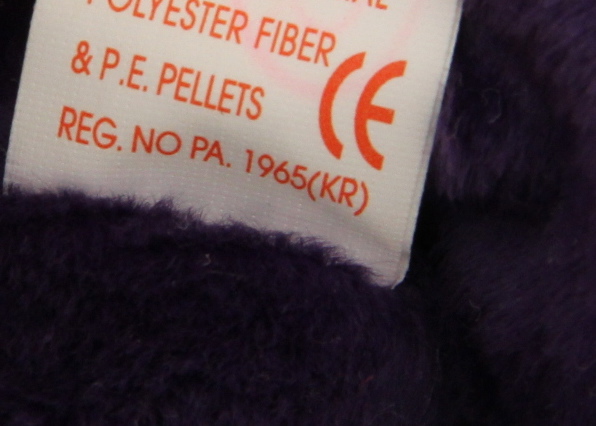 POLYESTER FIBER
& P.E. PELLETS
CE
REG. NO PA. 1965(KR)